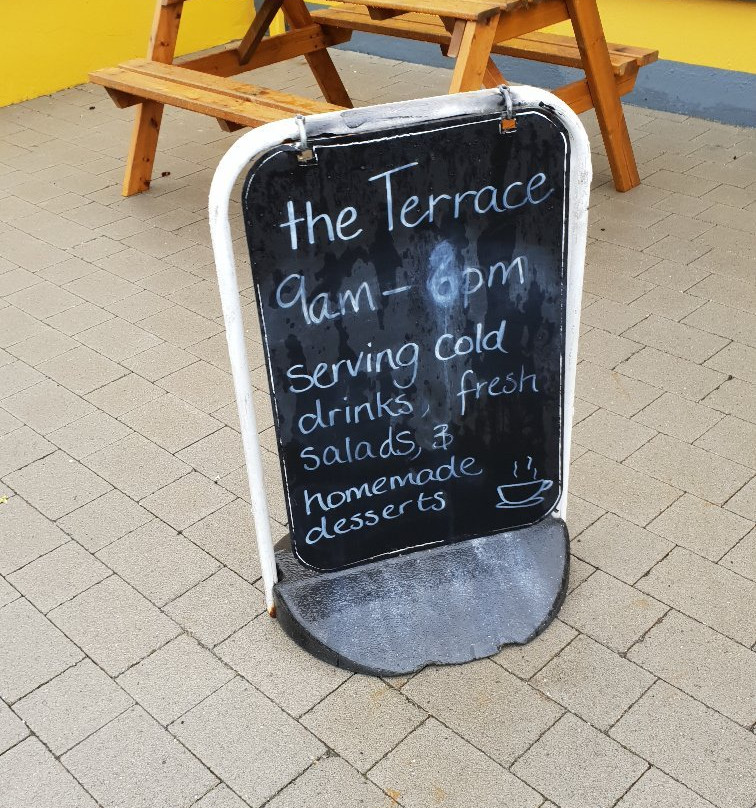 the Terrace
9am - 6pm
serving cold
drinks, fresh
salads, &
homemade
desserts